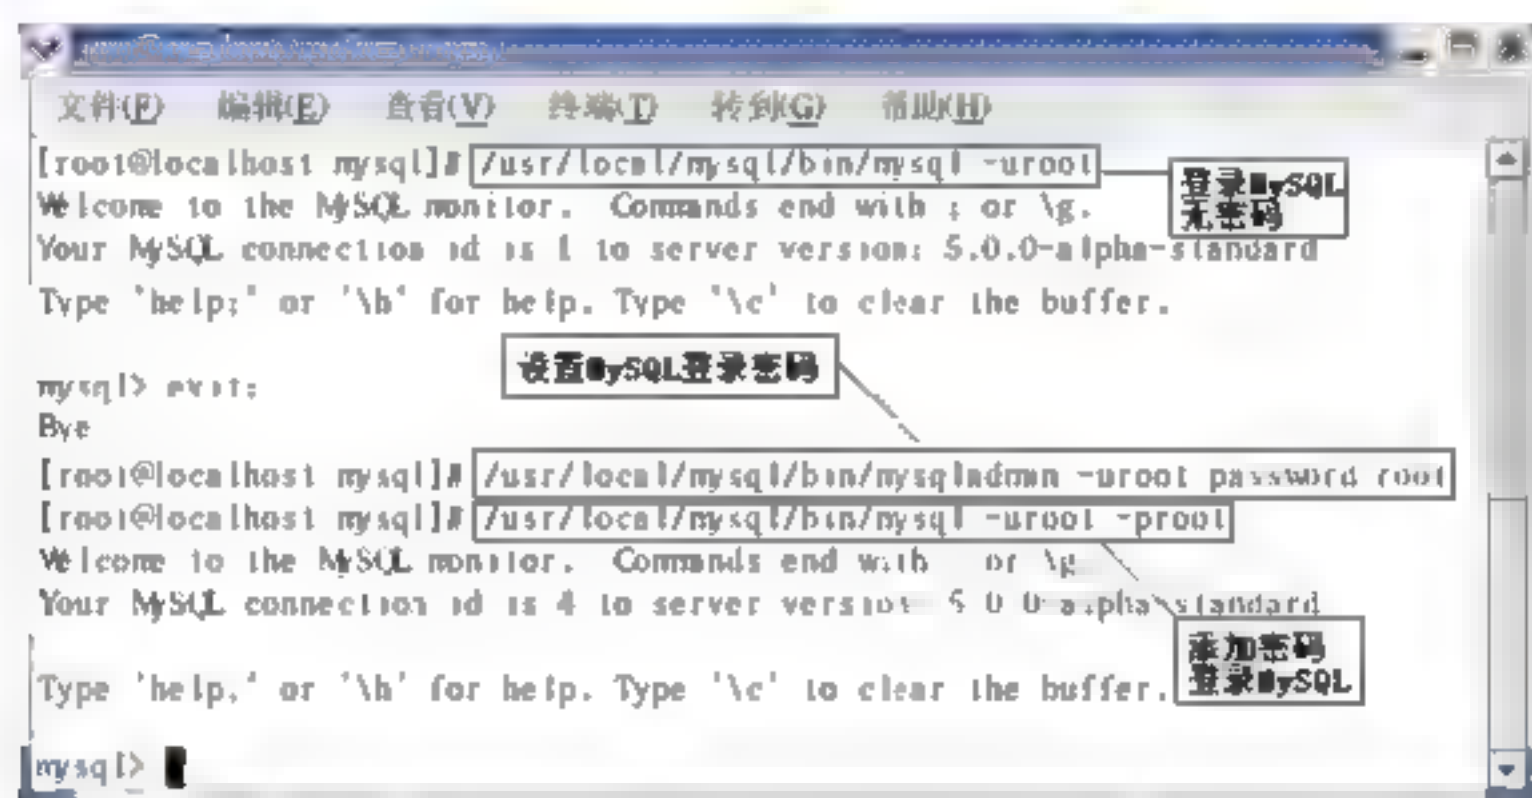 文件(F) 编辑(E) 查看(V) 终端(T) 转到(G) 帮助(H)
[root@localhost mysql]# /usr/local/mysql/bin/mysql -uroot
登录MySQL
无密码
Welcome to the MySQL monitor.  Commands end with ; or \g.
Your MySQL connection id is 1 to server version: 5.0.0-alpha-standard
Type 'help;' or '\h' for help. Type '\c' to clear the buffer.
设置MySQL登录密码
mysql> exit;
Bye
[root@localhost mysql]# /usr/local/mysql/bin/mysqladmin -uroot password root
[root@localhost mysql]# /usr/local/mysql/bin/mysql -uroot -proot
Welcome to the MySQL monitor.  Commands end with   or \g
Your MySQL connection id is 4 to server version  5 0 0-alpha-standard
添加密码
登录MySQL
Type 'help;' or '\h' for help. Type '\c' to clear the buffer.
mysql>